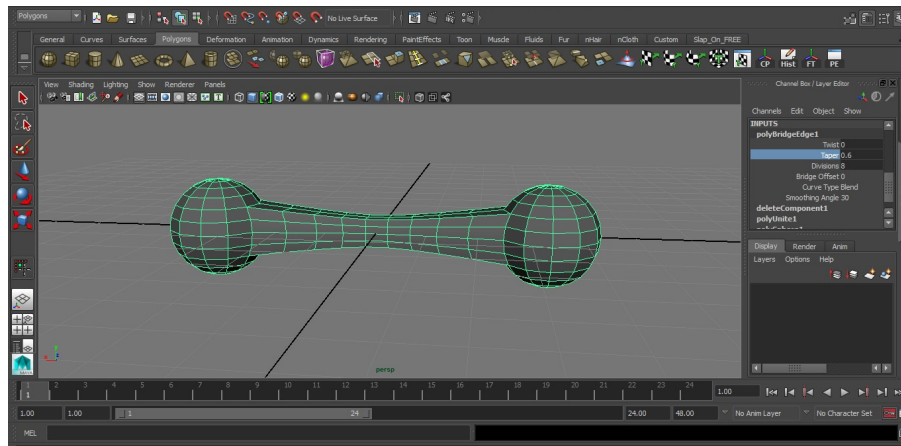 Polygons No Live Surface
General Curves Surfaces Polygons Deformation Animation Dynamics Rendering PaintEffects Toon Muscle Fluids Fur nHair nCloth Custom Slap_On_FREE
CP Hist FT PE
View Shading Lighting Show Renderer Panels
Channel Box / Layer Editor
Channels Edit Object Show
INPUTS
polyBridgeEdge1
Twist 0
Taper 0.6
Divisions 8
Bridge Offset 0
Curve Type Blend
Smoothing Angle 30
deleteComponent1
polyUnite1
Display Render Anim
Layers Options Help
persp
1 2 3 4 5 6 7 8 9 10 11 12 13 14 15 16 17 18 19 20 21 22 23 24
1 1.00
1.00 1.00 1 24 24.00 48.00 No Anim Layer No Character Set
MEL